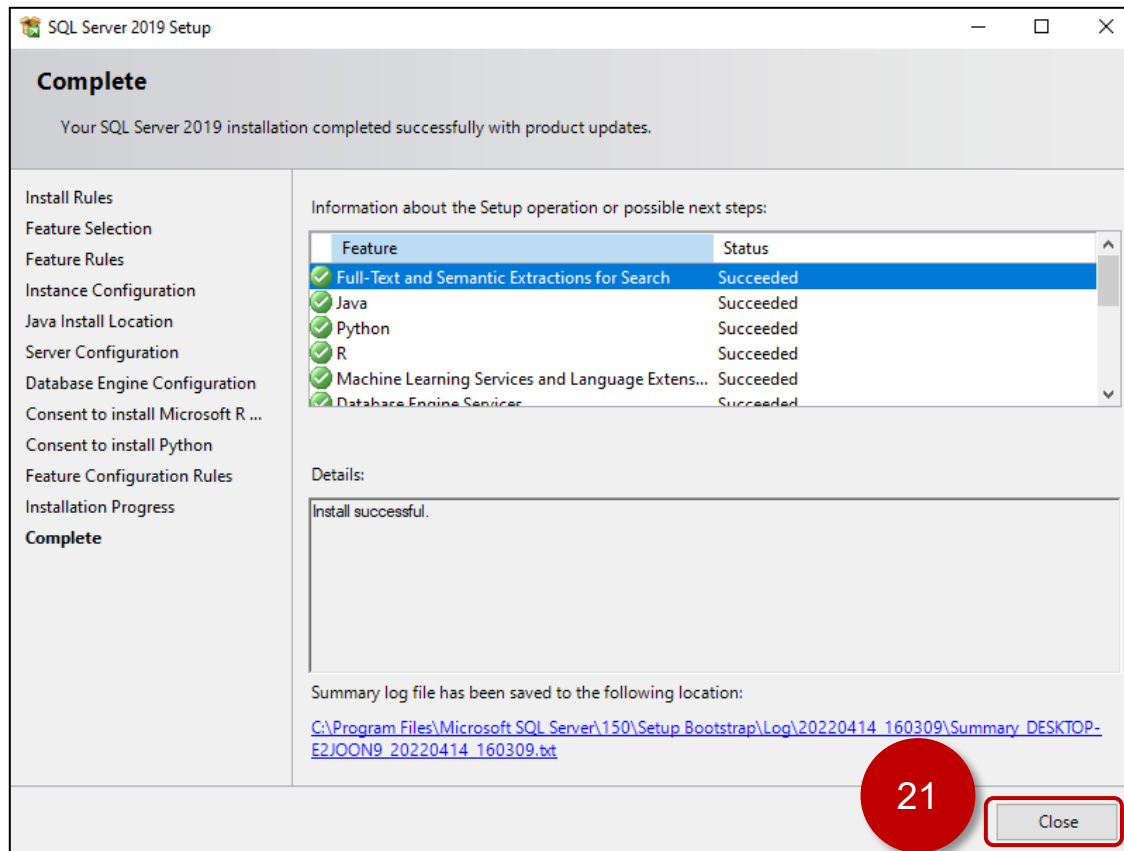 SQL Server 2019 Setup
Complete
Your SQL Server 2019 installation completed successfully with product updates.
Install Rules
Feature Selection
Feature Rules
Instance Configuration
Java Install Location
Server Configuration
Database Engine Configuration
Consent to install Microsoft R ...
Consent to install Python
Feature Configuration Rules
Installation Progress
Complete
Information about the Setup operation or possible next steps:
Feature Status
Full-Text and Semantic Extractions for Search Succeeded
Java Succeeded
Python Succeeded
R Succeeded
Machine Learning Services and Language Extens... Succeeded
Database Engine Services Succeeded
Details:
Install successful.
Summary log file has been saved to the following location:
C:\Program Files\Microsoft SQL Server\150\Setup Bootstrap\Log\20220414_160309\Summary_DESKTOP-
E2JOON9_20220414_160309.txt
21
Close